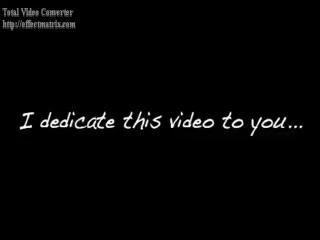 Total Video Converter
http://effectmatrix.com
I dedicate this video to you...